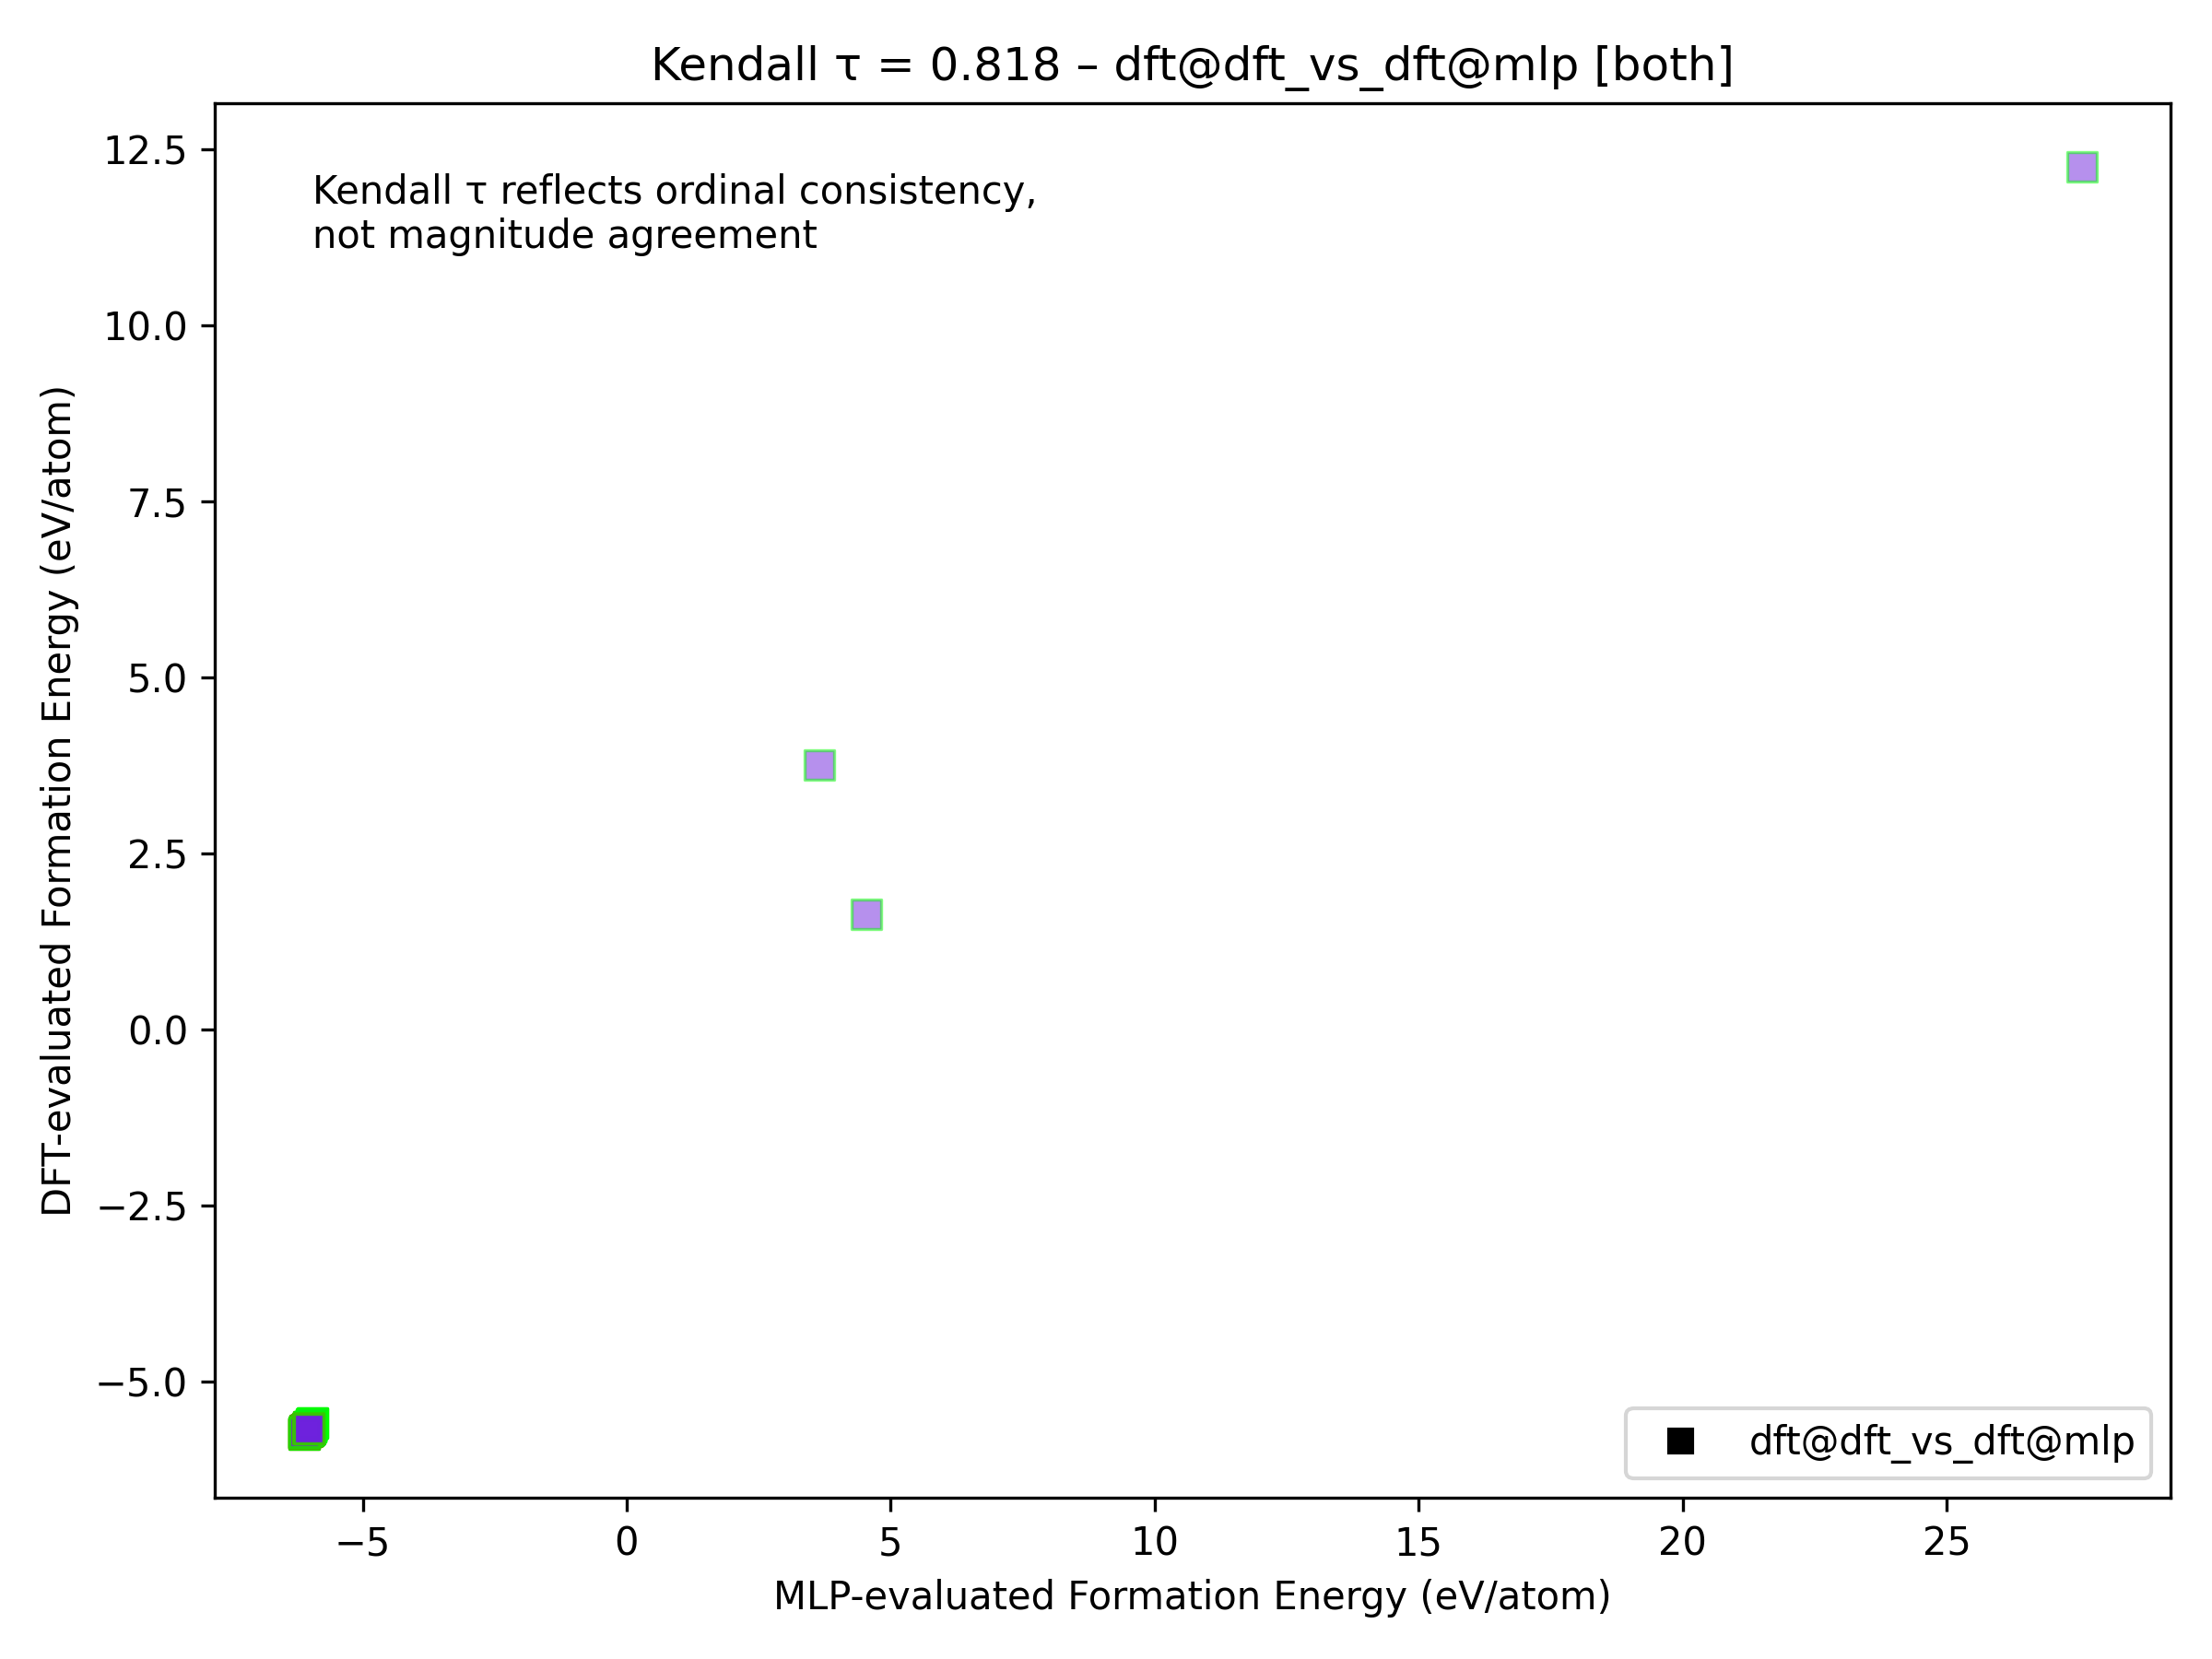 Kendall τ = 0.818 – dft@dft_vs_dft@mlp [both]
Kendall τ reflects ordinal consistency,
not magnitude agreement
DFT-evaluated Formation Energy (eV/atom)
12.5
10.0
7.5
5.0
2.5
0.0
−2.5
−5.0
dft@dft_vs_dft@mlp
−5
0
5
10
15
20
25
MLP-evaluated Formation Energy (eV/atom)